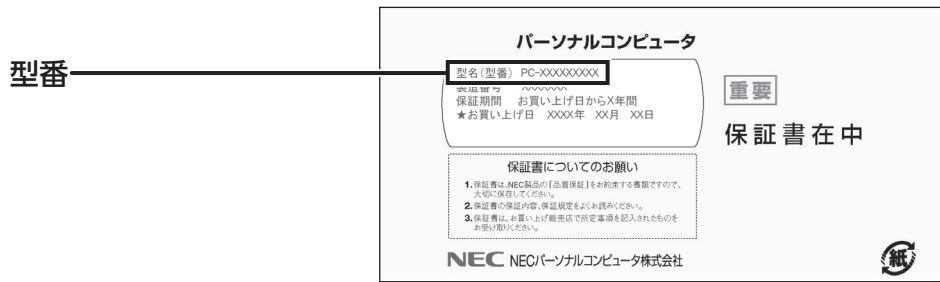 型番
パーソナルコンピュータ
型名(型番) PC-XXXXXXXXX
製造番号 XXXXXXX
保証期間 お買い上げ日からX年間
★お買い上げ日 XXXX年 XX月 XX日
重要
保証書在中
保証書についてのお願い
1.保証書は、NEC製品の「品質保証」をお約束する書類ですので、
大切に保存してください。
2.保証書の保証内容、保証規定をよくお読みください。
3.保証書は、お買い上げ販売店で所定事項を記入されたものを
お受け取りください。
NEC NECパーソナルコンピュータ株式会社
紙